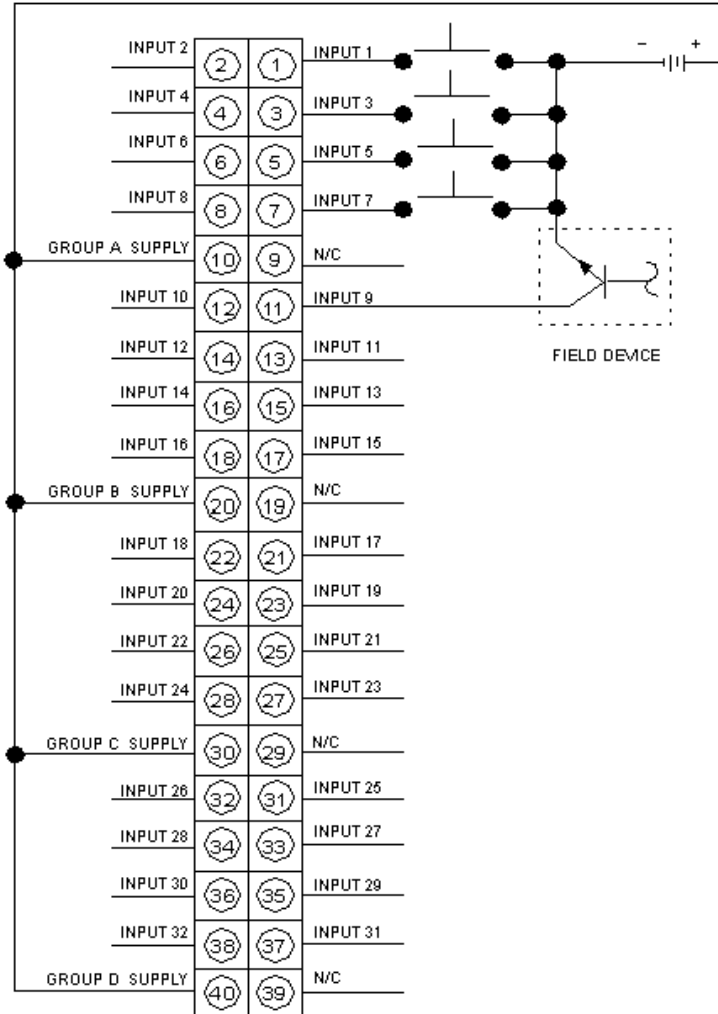 INPUT 2 2 1 INPUT 1 - +
INPUT 4 4 3 INPUT 3
INPUT 6 6 5 INPUT 5
INPUT 8 8 7 INPUT 7
GROUP A SUPPLY 10 9 N/C
INPUT 10 12 11 INPUT 9
INPUT 12 14 13 INPUT 11
FIELD DEVICE
INPUT 14 16 15 INPUT 13
INPUT 16 18 17 INPUT 15
GROUP B SUPPLY 20 19 N/C
INPUT 18 22 21 INPUT 17
INPUT 20 24 23 INPUT 19
INPUT 22 26 25 INPUT 21
INPUT 24 28 27 INPUT 23
GROUP C SUPPLY 30 29 N/C
INPUT 26 32 31 INPUT 25
INPUT 28 34 33 INPUT 27
INPUT 30 36 35 INPUT 29
INPUT 32 38 37 INPUT 31
GROUP D SUPPLY 40 39 N/C